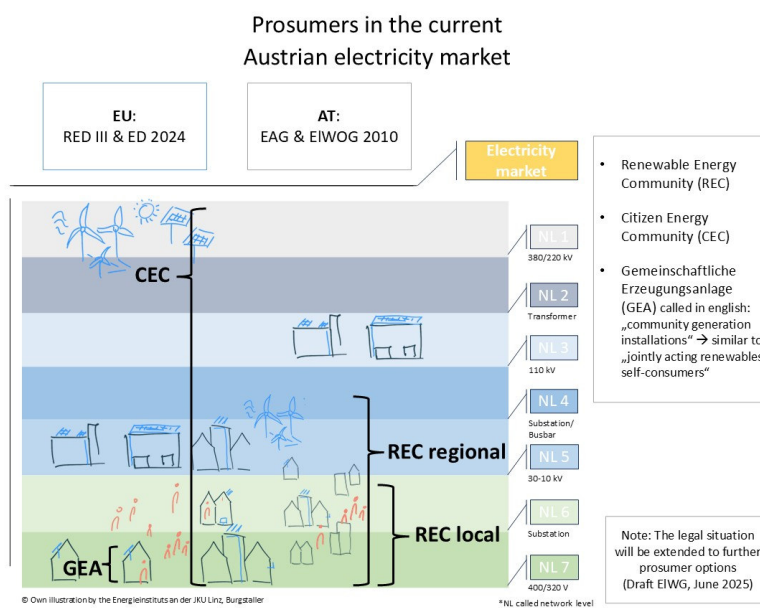 Prosumers in the current
Austrian electricity market
EU:
RED III & ED 2024
AT:
EAG & ElWOG 2010
Electricity
market
• Renewable Energy
Community (REC)
• Citizen Energy
Community (CEC)
• Gemeinschaftliche
Erzeugungsanlage
(GEA) called in english:
„community generation
installations“ → similar to
„jointly acting renewables
self-consumers“
NL 1
380/220 kV
CEC
NL 2
Transformer
NL 3
110 kV
NL 4
Substation/
Busbar
REC regional
NL 5
30-10 kV
NL 6
Substation
REC local
GEA
NL 7
400/320 V
Note: The legal situation
will be extended to further
prosumer options
(Draft ElWG, June 2025)
© Own illustration by the Energieinstituts an der JKU Linz, Burgstaller
*NL called network level